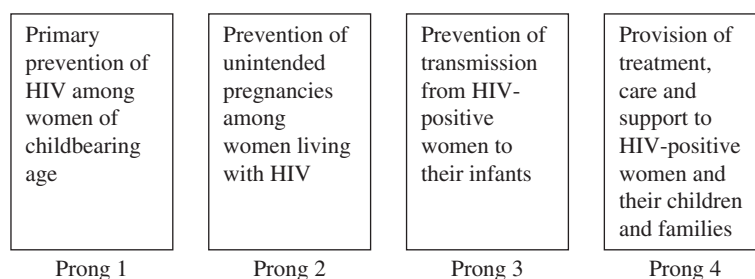 Primary
prevention of
HIV among
women of
childbearing
age
Prong 1
Prevention of
unintended
pregnancies
among
women living
with HIV
Prong 2
Prevention of
transmission
from HIV-
positive
women to
their infants
Prong 3
Provision of
treatment,
care and
support to
HIV-positive
women and
their children
and families
Prong 4